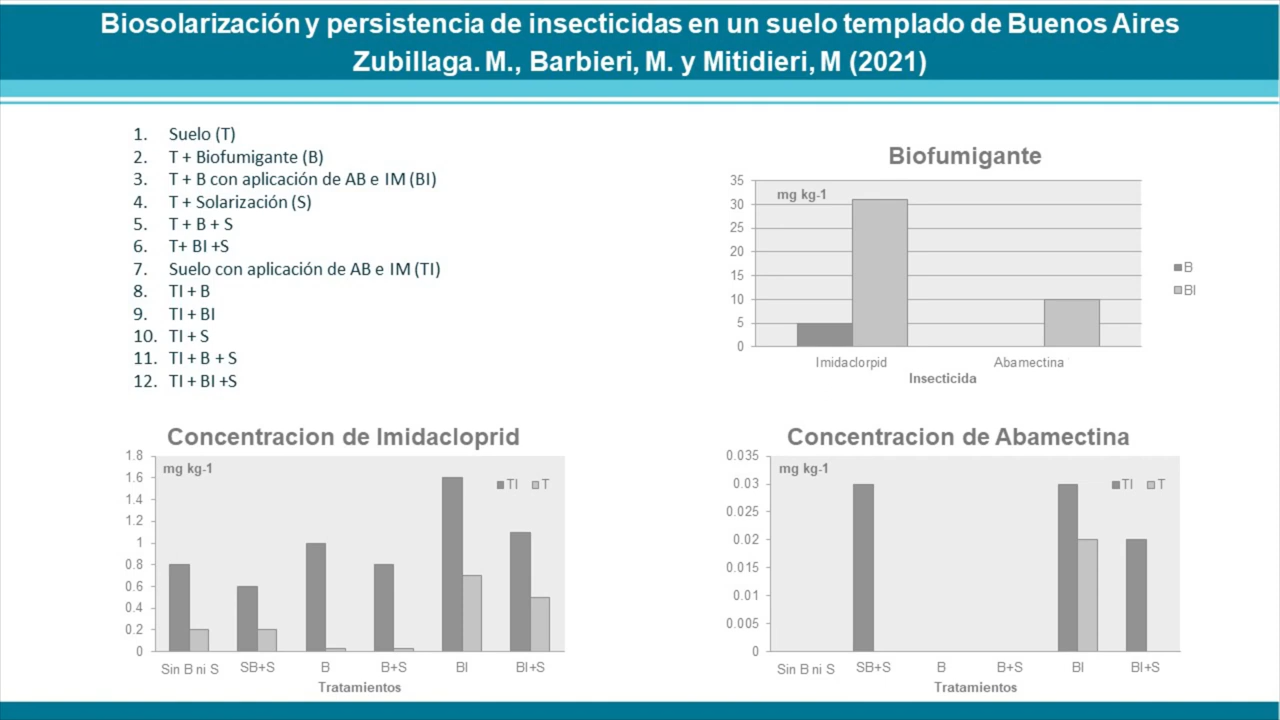 Biosolarización y persistencia de insecticidas en un suelo templado de Buenos Aires
Zubillaga. M., Barbieri, M. y Mitidieri, M (2021)
1. Suelo (T)
2. T + Biofumigante (B)
3. T + B con aplicación de AB e IM (BI)
4. T + Solarización (S)
5. T + B + S
6. T+ BI +S
7. Suelo con aplicación de AB e IM (TI)
8. TI + B
9. TI + BI
10. TI + S
11. TI + B + S
12. TI + BI +S
Biofumigante
mg kg-1
35
30
25
20
15
10
5
0
Imidaclorpid
Abamectina
Insecticida
B
BI
Concentracion de Imidacloprid
mg kg-1
TI T
1.8
1.6
1.4
1.2
1
0.8
0.6
0.4
0.2
0
Sin B ni S SB+S B B+S BI BI+S
Tratamientos
Concentracion de Abamectina
mg kg-1
TI T
0.035
0.03
0.025
0.02
0.015
0.01
0.005
0
Sin B ni S SB+S B B+S BI BI+S
Tratamientos